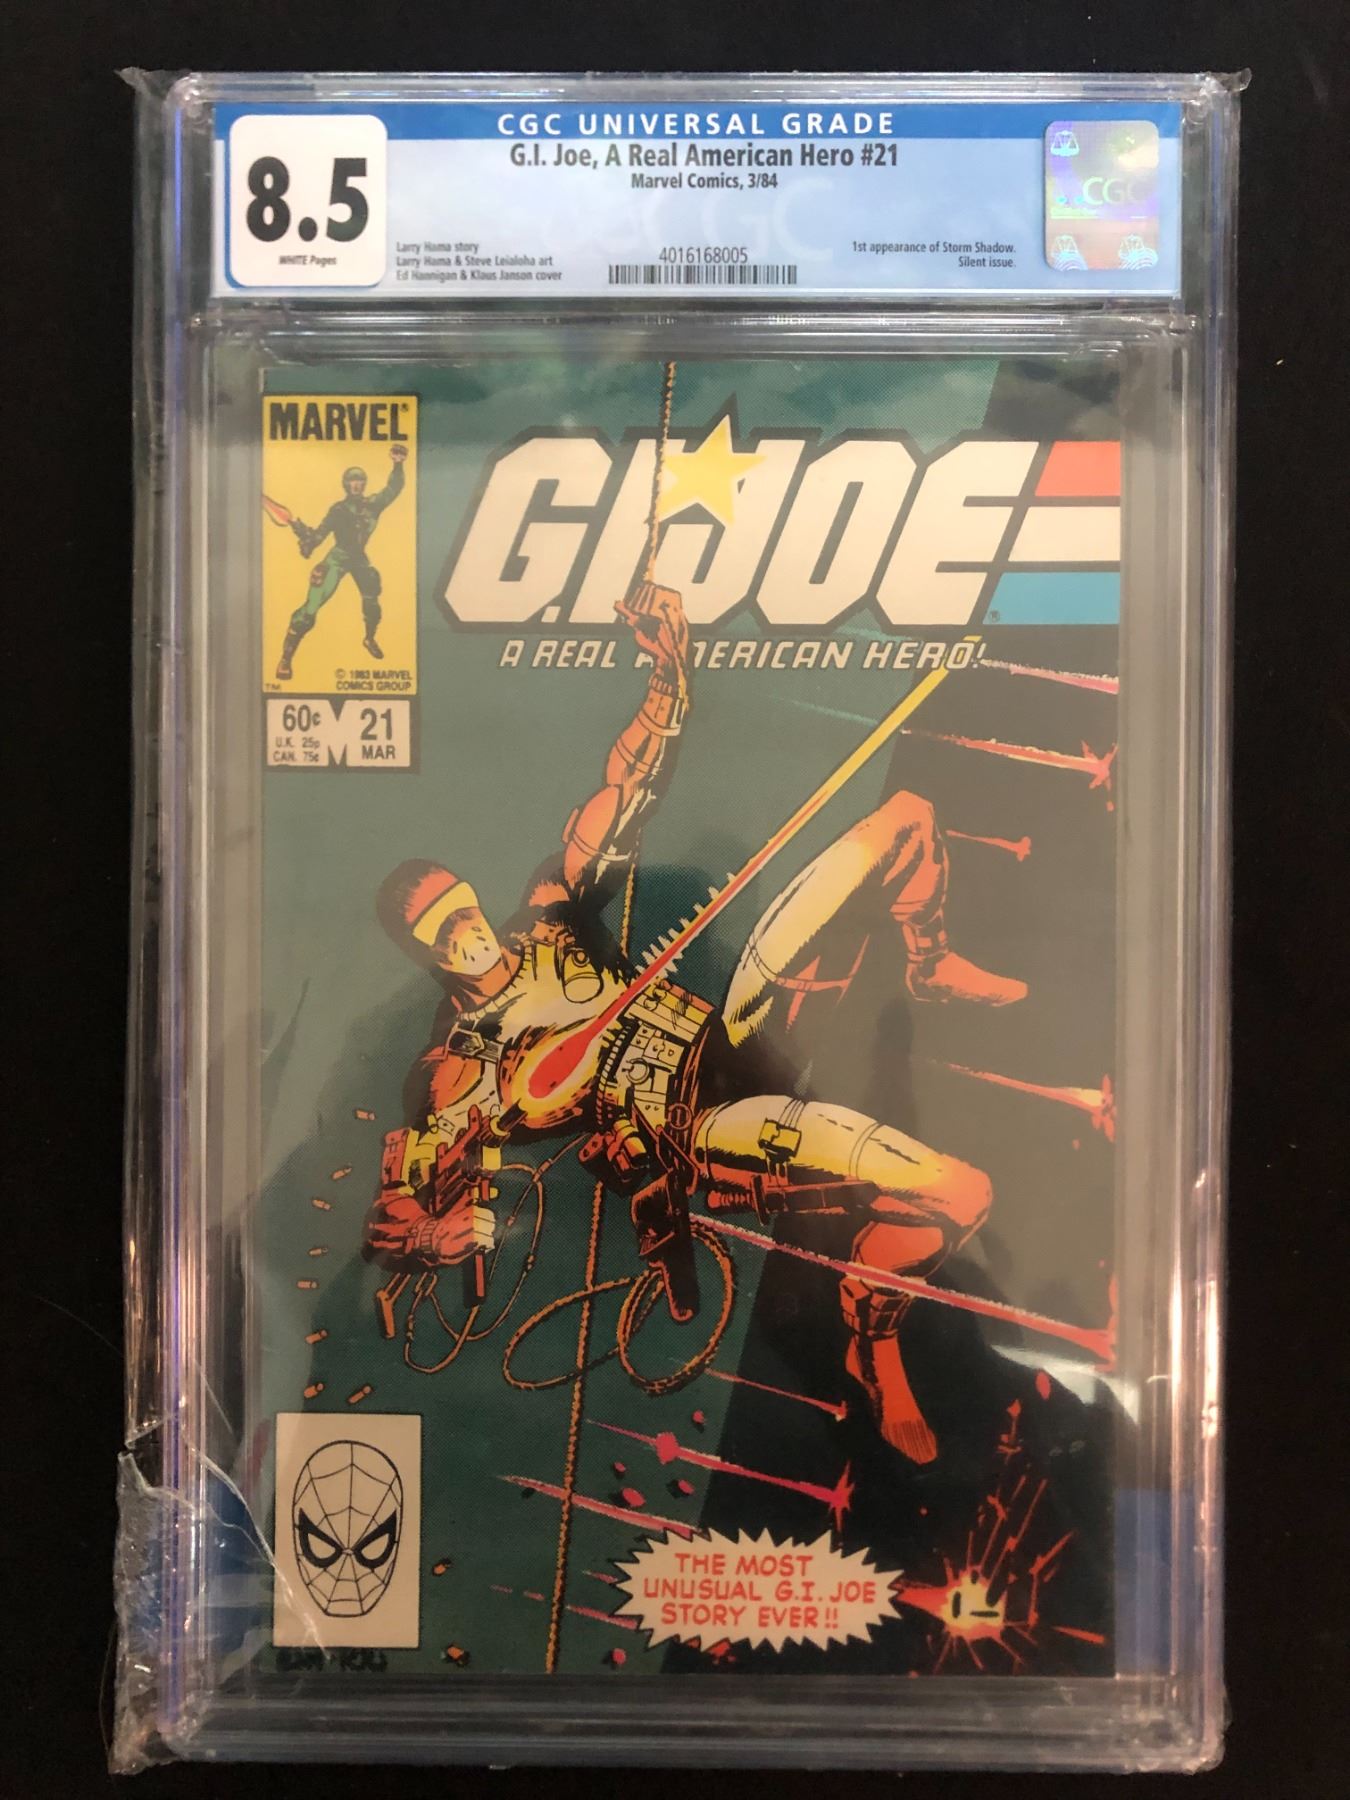 CGC UNIVERSAL GRADE
8.5
WHITE Pages
G.I. Joe, A Real American Hero #21
Marvel Comics, 3/84
Larry Hama story
Larry Hama & Steve Leialoha art
Ed Hannigan & Klaus Janson cover
4016168005
1st appearance of Storm Shadow.
Silent issue.
CGC
MARVEL®
© 1983 MARVEL
COMICS GROUP
TM
60¢
U.K. 25p
CAN. 75¢
21
MAR
G.I. JOE
®
A REAL AMERICAN HERO!
THE MOST
UNUSUAL G.I. JOE
STORY EVER!!